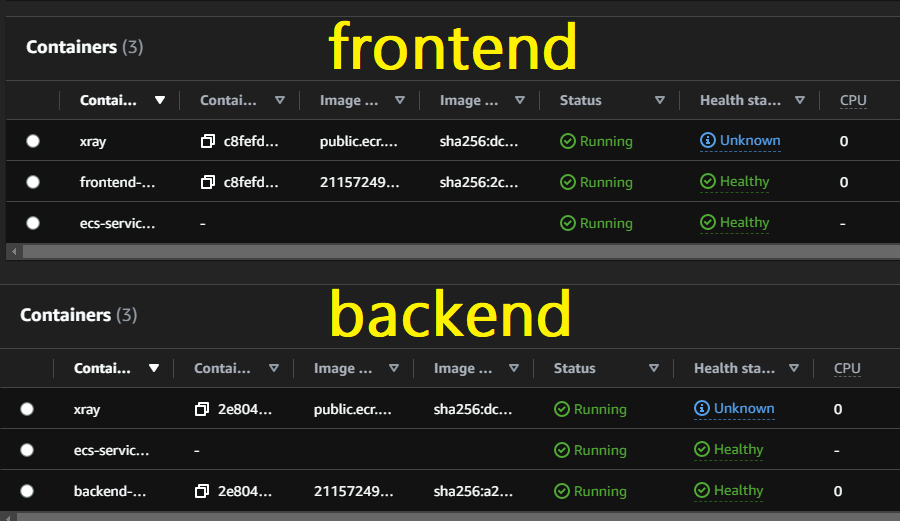 frontend
Containers (3)
Contai... Contai... Image ... Image ... Status Health sta... CPU
xray c8fefd... public.ecr.... sha256:dc... Running Unknown 0
frontend-... c8fefd... 21157249... sha256:2c... Running Healthy 0
ecs-servic... - Running Healthy -
backend
Containers (3)
Contai... Contai... Image ... Image ... Status Health sta... CPU
xray 2e804... public.ecr.... sha256:dc... Running Unknown 0
ecs-servic... - Running Healthy -
backend-... 2e804... 21157249... sha256:a2... Running Healthy 0